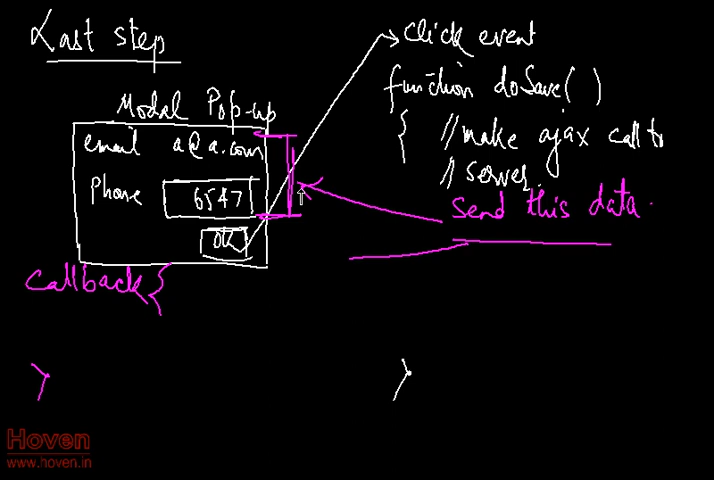 Last step
Modal Pop-up
email a@a.com
Phone 6547
OK
Callback {
}
click event
function doSave( )
{ //make ajax call to
// server.
Send this data.
}
Hoven
www.hoven.in